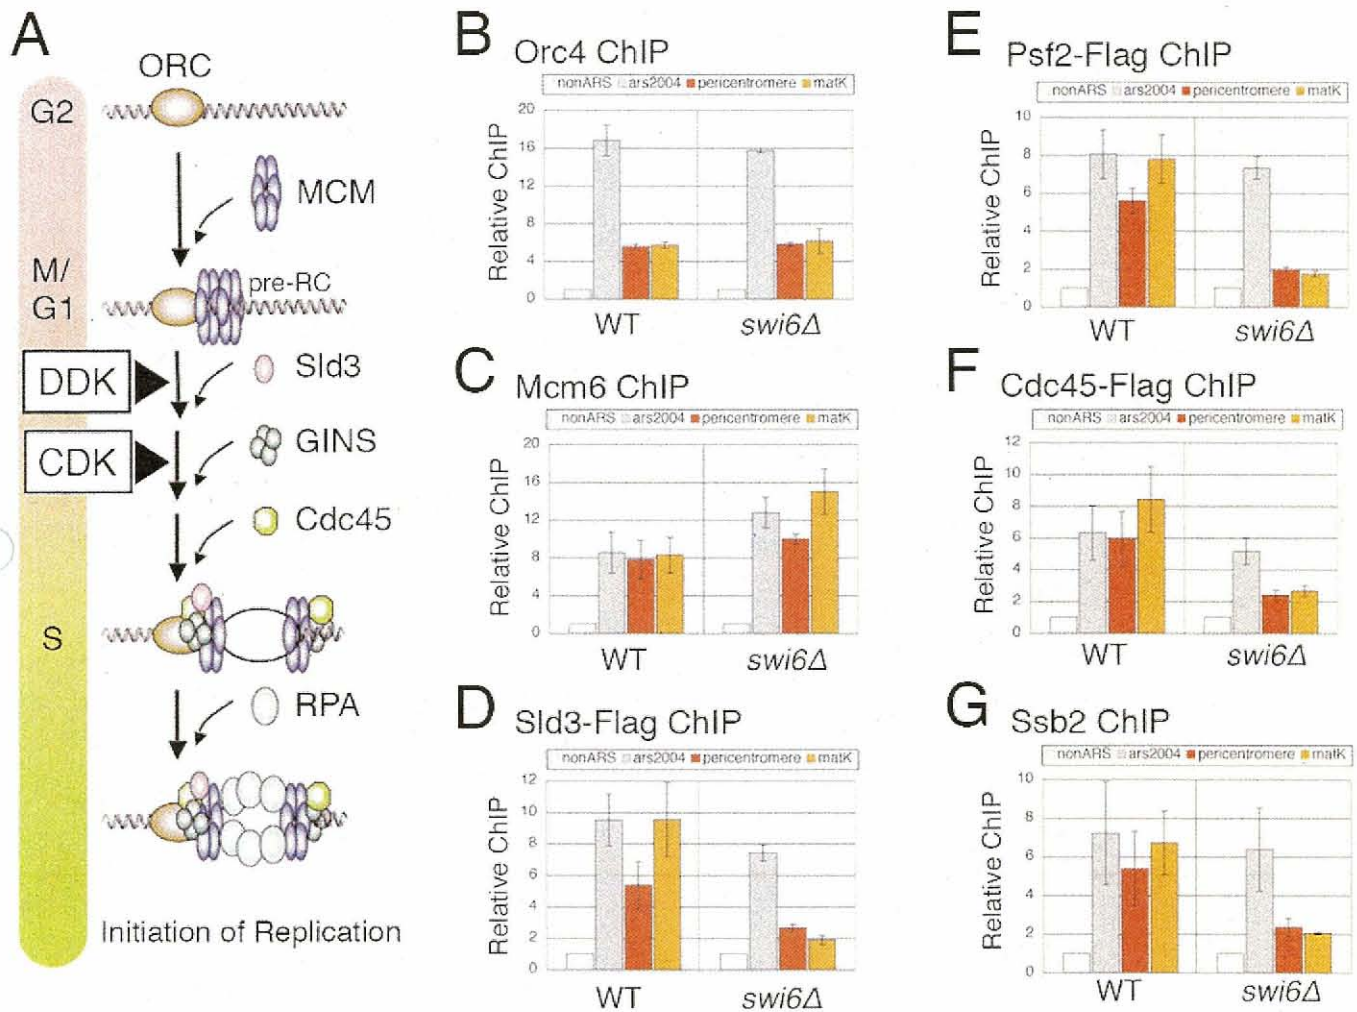 A
ORC
G2
MCM
M/
G1
pre-RC
DDK
Sld3
CDK
GINS
Cdc45
S
RPA
Initiation of Replication
B
Orc4 ChIP
nonARS ars2004 pericentromere matK
Relative ChIP
20
16
12
8
4
0
WT swi6Δ
C
Mcm6 ChIP
nonARS ars2004 pericentromere matK
Relative ChIP
20
16
12
8
4
0
WT swi6Δ
D
Sld3-Flag ChIP
nonARS ars2004 pericentromere matK
Relative ChIP
12
10
8
6
4
2
0
WT swi6Δ
E
Psf2-Flag ChIP
nonARS ars2004 pericentromere matK
Relative ChIP
10
8
6
4
2
0
WT swi6Δ
F
Cdc45-Flag ChIP
nonARS ars2004 pericentromere matK
Relative ChIP
12
10
8
6
4
2
0
WT swi6Δ
G
Ssb2 ChIP
nonARS ars2004 pericentromere matK
Relative ChIP
10
8
6
4
2
0
WT swi6Δ